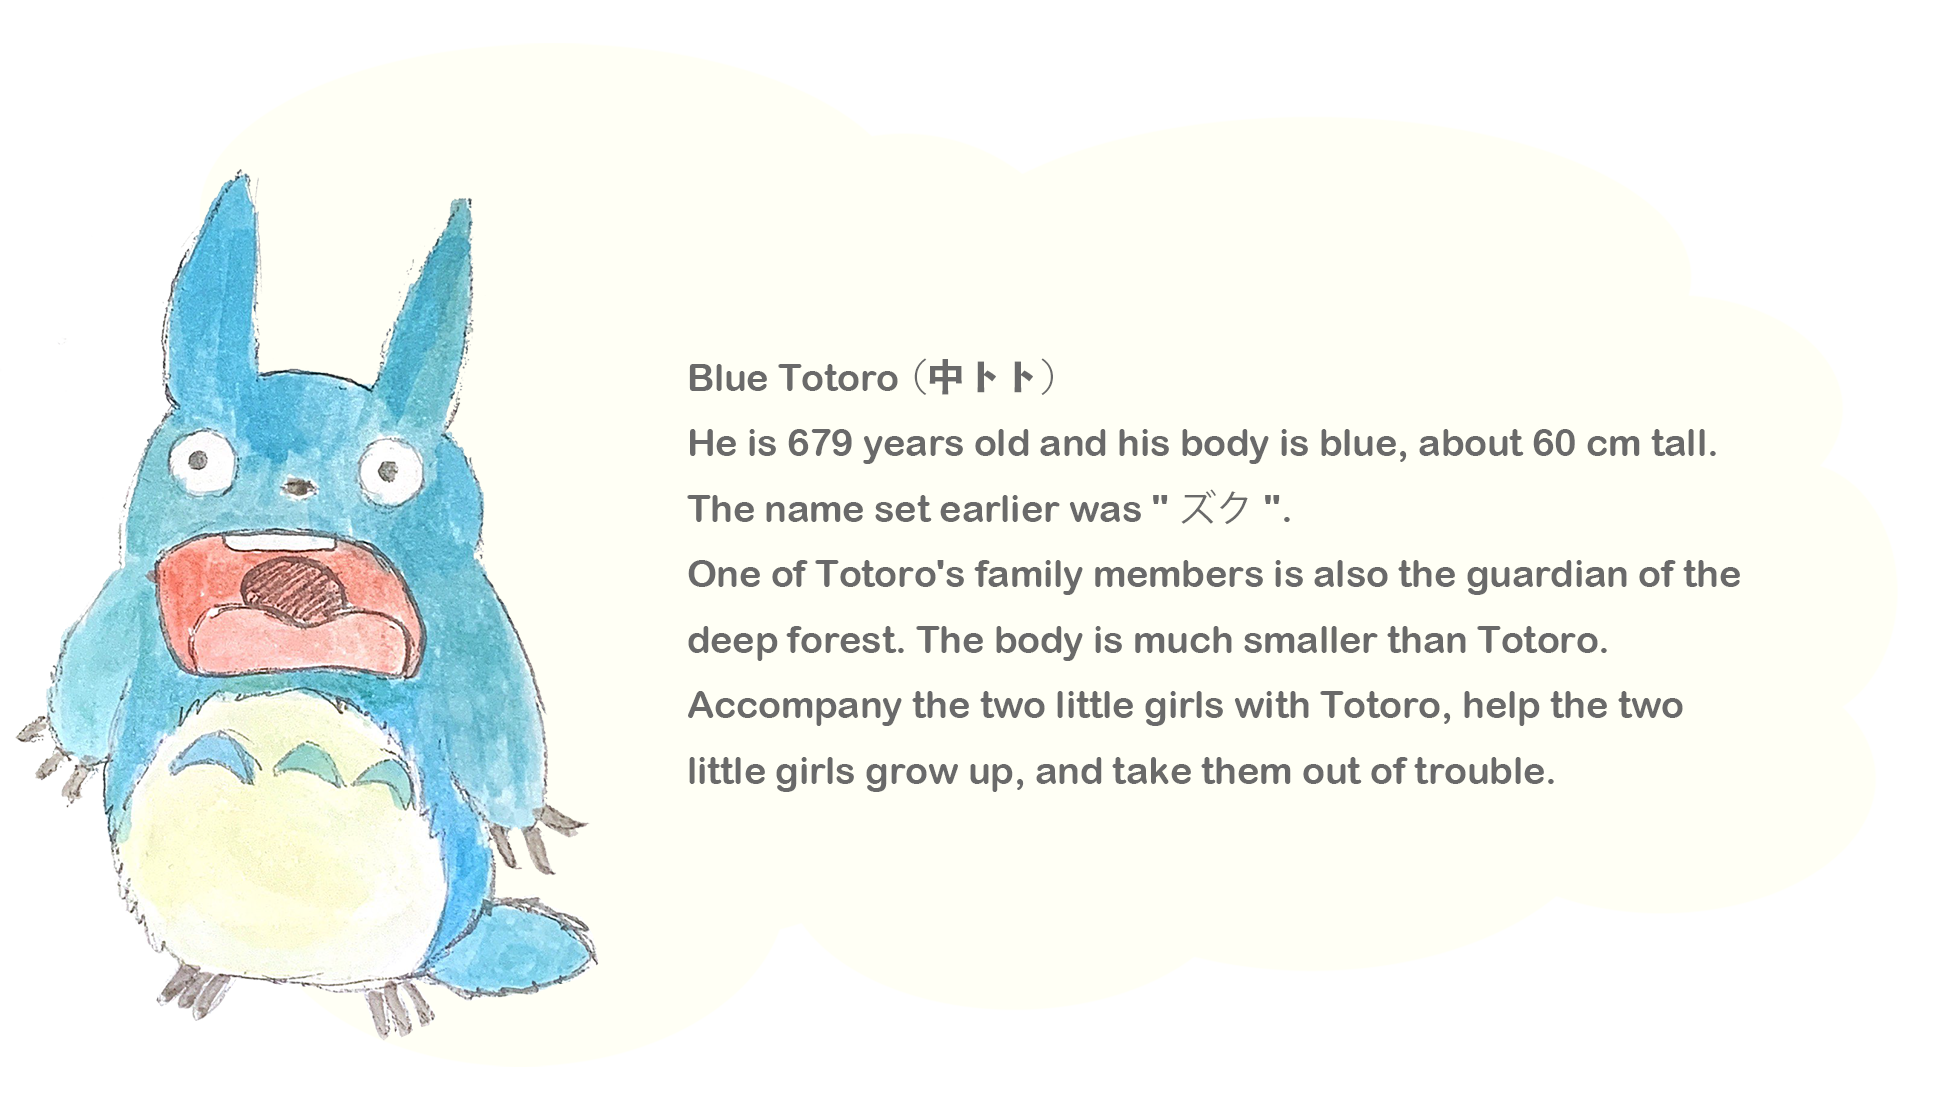 Blue Totoro（中トト）
He is 679 years old and his body is blue, about 60 cm tall.
The name set earlier was " ズク ".
One of Totoro's family members is also the guardian of the
deep forest. The body is much smaller than Totoro.
Accompany the two little girls with Totoro, help the two
little girls grow up, and take them out of trouble.